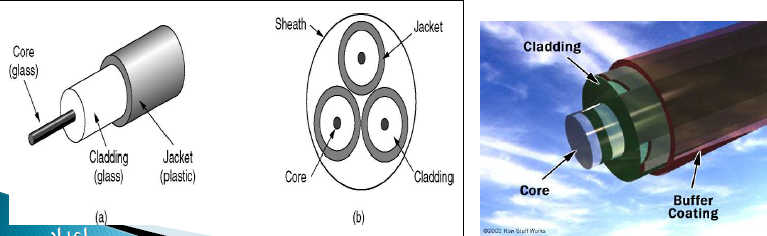 Core
(glass)
Cladding
(glass)
Jacket
(plastic)
(a)
Sheath
Jacket
Core
Cladding
(b)
Cladding
Core
Buffer
Coating
©2001 How Stuff Works